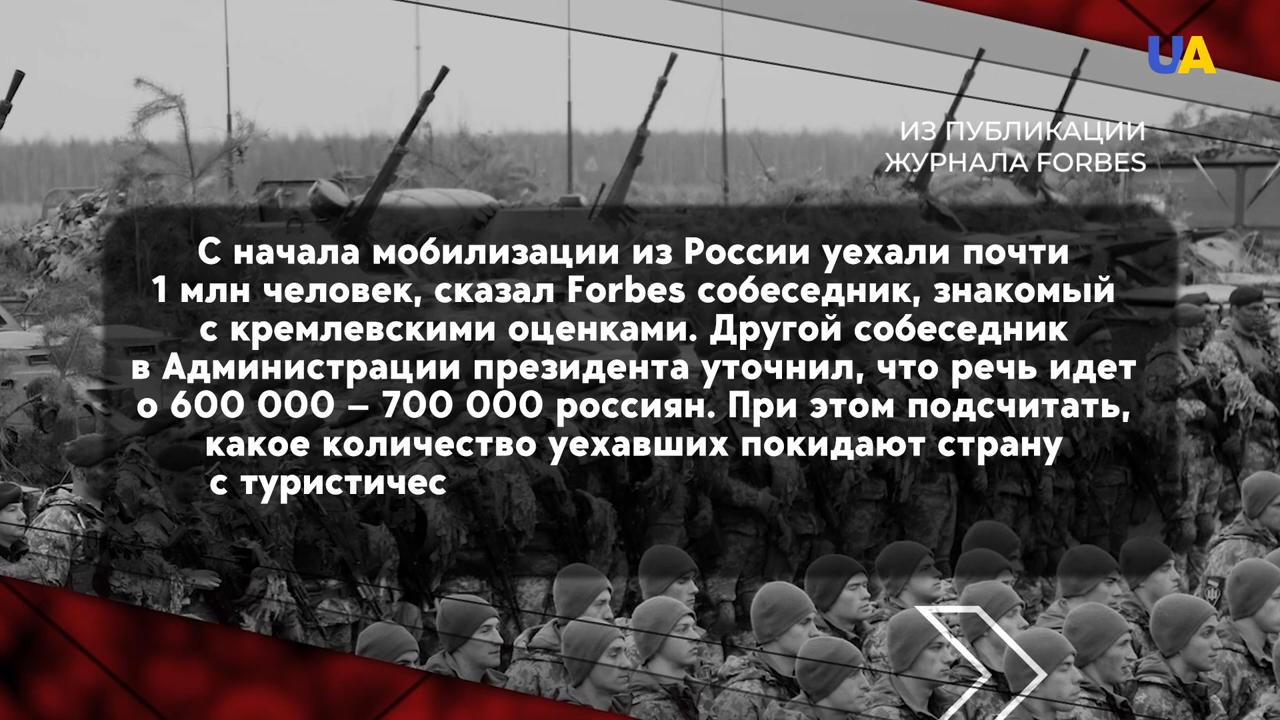 UA
ИЗ ПУБЛИКАЦИИ
ЖУРНАЛА FORBES
С начала мобилизации из России уехали почти
1 млн человек, сказал Forbes собеседник, знакомый
с кремлевскими оценками. Другой собеседник
в Администрации президента уточнил, что речь идет
о 600 000 – 700 000 россиян. При этом подсчитать,
какое количество уехавших покидают страну
с туристичес